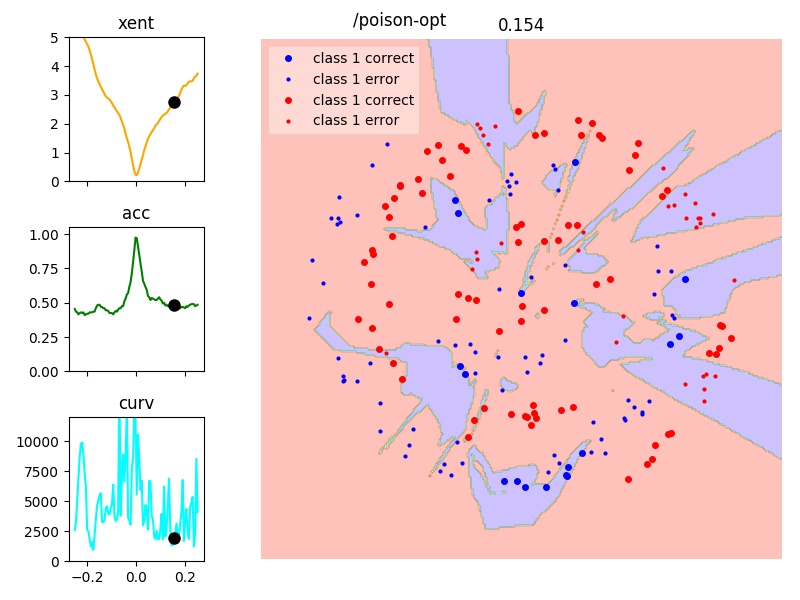 /poison-opt
xent
5
4
3
2
1
0
−0.2
0.0
0.2
acc
1.00
0.75
0.50
0.25
0.00
curv
10000
7500
5000
2500
0
0.154
class 1 correct
class 1 error
class 1 correct
class 1 error